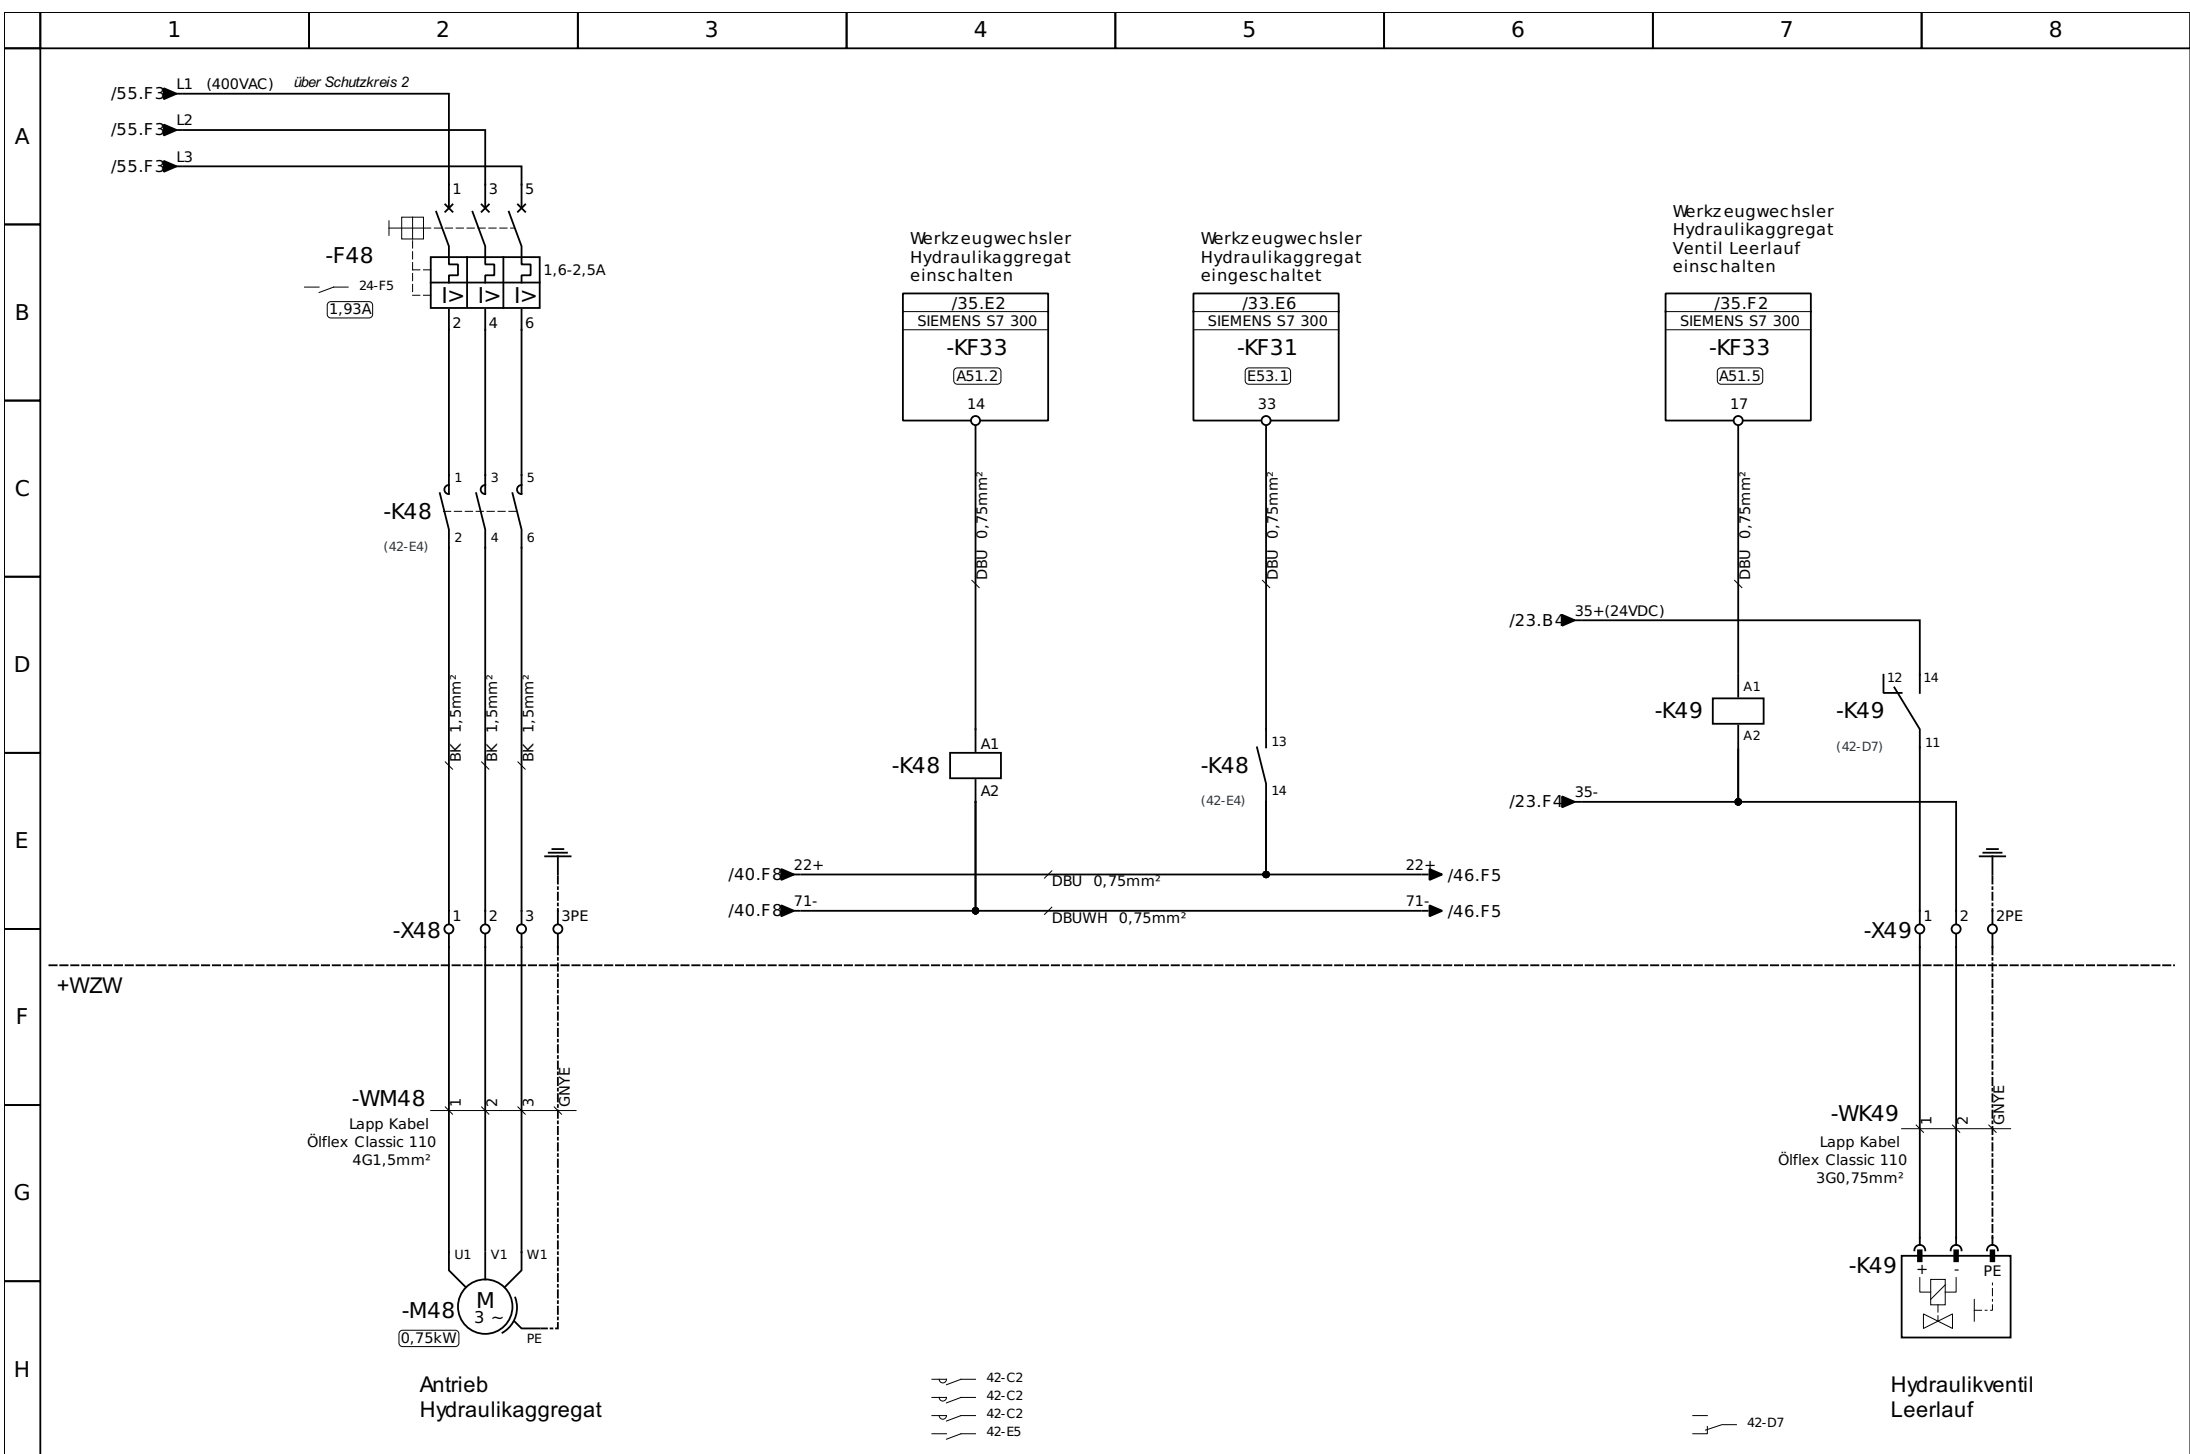 1 2 3 4 5 6 7 8
A
B
C
D
E
F
G
H
/55.F3 L1 (400VAC) über Schutzkreis 2
/55.F3 L2
/55.F3 L3
1 3 5
-F48
24-F5
1,93A
1,6-2,5A
I> I> I>
2 4 6
1 3 5
-K48
(42-E4)
2 4 6
BK 1,5mm²
BK 1,5mm²
BK 1,5mm²
-X48 1 2 3 3PE
+WZW
-WM48 1 2 3 GNYE
Lapp Kabel
Ölflex Classic 110
4G1,5mm²
U1 V1 W1
-M48
0,75kW
M
3 ~
PE
Antrieb
Hydraulikaggregat
Werkzeugwechsler
Hydraulikaggregat
einschalten
/35.E2
SIEMENS S7 300
-KF33
A51.2
14
DBU 0,75mm²
-K48
A1
A2
Werkzeugwechsler
Hydraulikaggregat
eingeschaltet
/33.E6
SIEMENS S7 300
-KF31
E53.1
33
DBU 0,75mm²
-K48
(42-E4)
13
14
/40.F8 22+ DBU 0,75mm² 22+ /46.F5
/40.F8 71- DBUWH 0,75mm² 71- /46.F5
42-C2
42-C2
42-C2
42-E5
Werkzeugwechsler
Hydraulikaggregat
Ventil Leerlauf
einschalten
/35.F2
SIEMENS S7 300
-KF33
A51.5
17
DBU 0,75mm²
/23.B4 35+(24VDC)
-K49
A1
A2
-K49
(42-D7)
12 14
11
/23.F4 35-
-X49 1 2 2PE
-WK49 1 2 GNYE
Lapp Kabel
Ölflex Classic 110
3G0,75mm²
-K49
+ - PE
Hydraulikventil
Leerlauf
42-D7